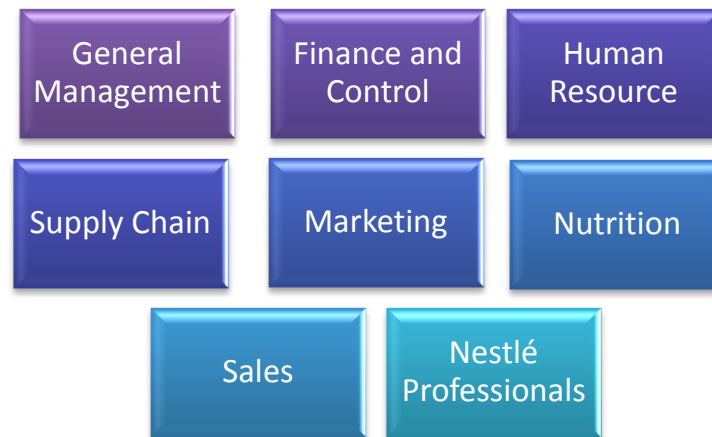 General
Management
Finance and
Control
Human
Resource
Supply Chain
Marketing
Nutrition
Sales
Nestlé
Professionals